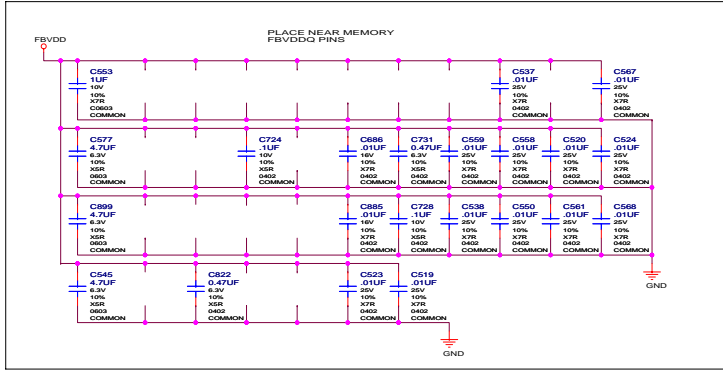 PLACE NEAR MEMORY
FBVDDQ PINS
FBVDD
C553
1UF
10V
10%
X7R
C0603
COMMON
C537
.01UF
25V
10%
X7R
0402
COMMON
C567
.01UF
25V
10%
X7R
0402
COMMON
C577
4.7UF
6.3V
10%
X5R
0603
COMMON
C724
.1UF
10V
10%
X5R
0402
COMMON
C686
.01UF
16V
10%
X7R
0402
COMMON
C731
0.47UF
6.3V
10%
X5R
0402
COMMON
C559
.01UF
25V
10%
X7R
0402
COMMON
C558
.01UF
25V
10%
X7R
0402
COMMON
C520
.01UF
25V
10%
X7R
0402
COMMON
C524
.01UF
25V
10%
X7R
0402
COMMON
C899
4.7UF
6.3V
10%
X5R
0603
COMMON
C885
.01UF
16V
10%
X7R
0402
COMMON
C728
.1UF
10V
10%
X5R
0402
COMMON
C538
.01UF
25V
10%
X7R
0402
COMMON
C550
.01UF
25V
10%
X7R
0402
COMMON
C561
.01UF
25V
10%
X7R
0402
COMMON
C568
.01UF
25V
10%
X7R
0402
COMMON
C545
4.7UF
6.3V
10%
X5R
0603
COMMON
C822
0.47UF
6.3V
10%
X5R
0402
COMMON
C523
.01UF
25V
10%
X7R
0402
COMMON
C519
.01UF
25V
10%
X7R
0402
COMMON
GND
GND